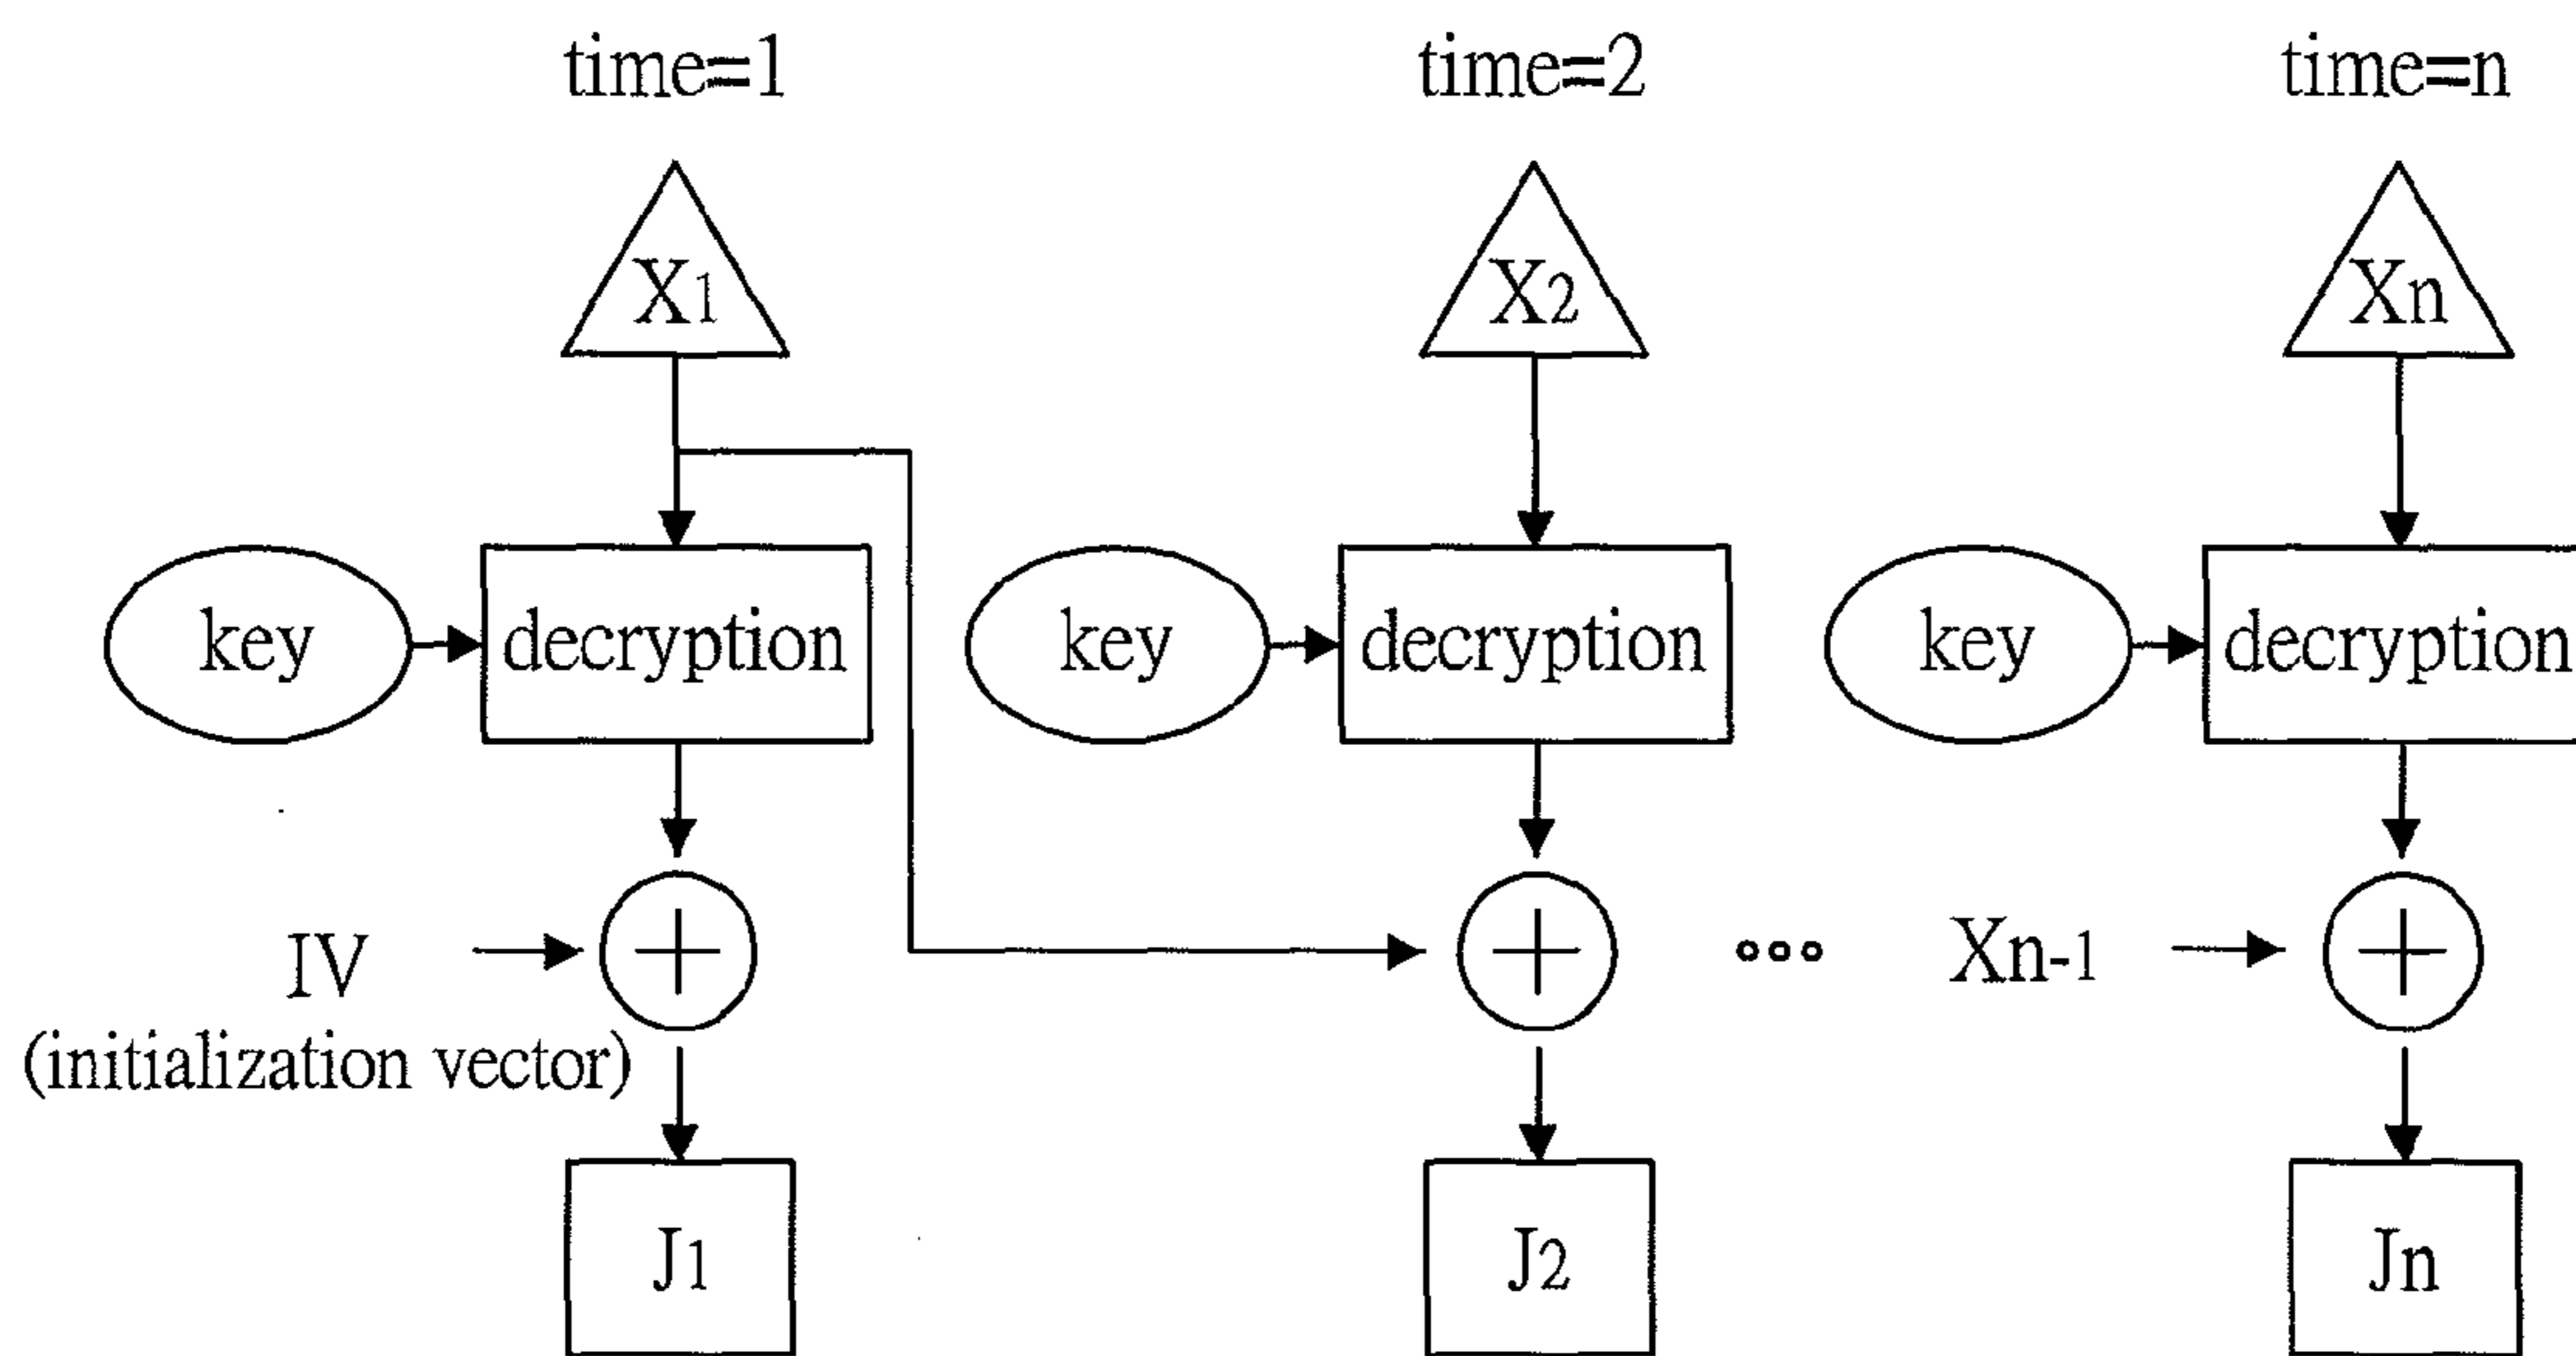 time=1 time=2 time=n
X1 X2 Xn
key decryption key decryption key decryption
IV Xn-1
(initialization vector)
J1 J2 Jn